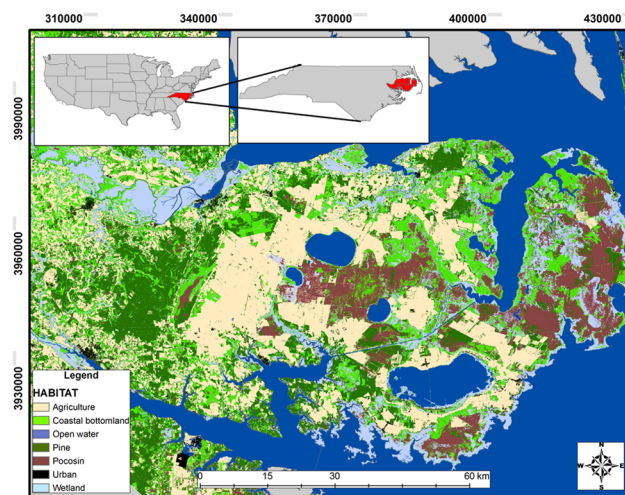 310000 340000 370000 400000 430000
3990000
3960000
3930000
Legend
HABITAT
Agriculture
Coastal bottomland
Open water
Pine
Pocosin
Urban
Wetland
0 15 30 60 km
N
W E
S